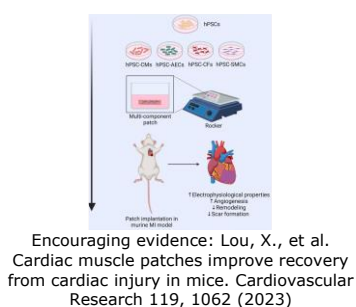 hPSCs
hPSC-CMs hPSC-AECs hPSC-CFs hPSC-SMCs
Multi-component
patch
Rocker
↑Electrophysiological properties
↑Angiogenesis
↓Remodeling
↓Scar formation
Patch implantation in
murine MI model
Encouraging evidence: Lou, X., et al.
Cardiac muscle patches improve recovery
from cardiac injury in mice. Cardiovascular
Research 119, 1062 (2023)